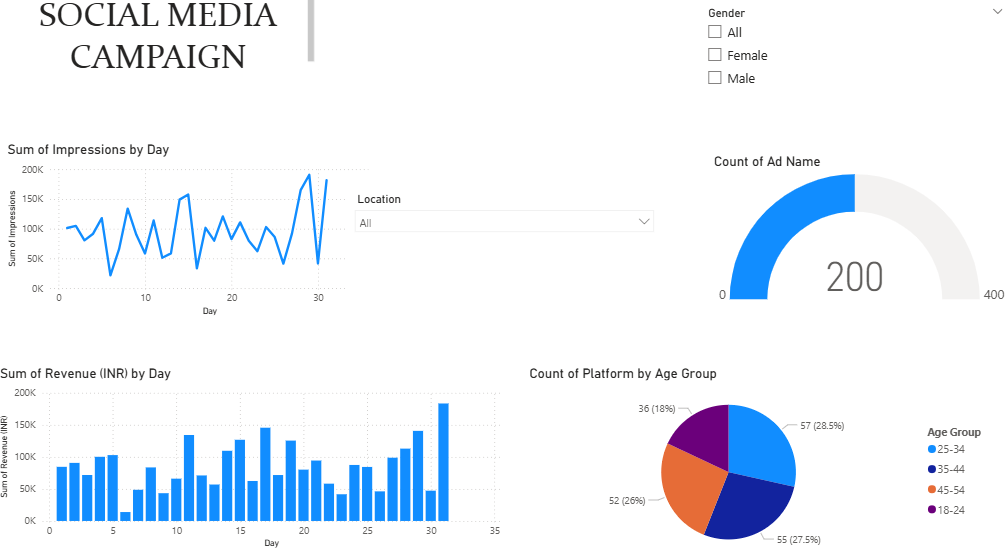 SOCIAL MEDIA
CAMPAIGN
Gender
All
Female
Male
Sum of Impressions by Day
Sum of Impressions
200K
150K
100K
50K
0K
0 10 20 30
Day
Location
All
Count of Ad Name
200
0
400
Sum of Revenue (INR) by Day
Sum of Revenue (INR)
200K
150K
100K
50K
0K
0 5 10 15 20 25 30 35
Day
Count of Platform by Age Group
36 (18%)
57 (28.5%)
52 (26%)
55 (27.5%)
Age Group
25-34
35-44
45-54
18-24